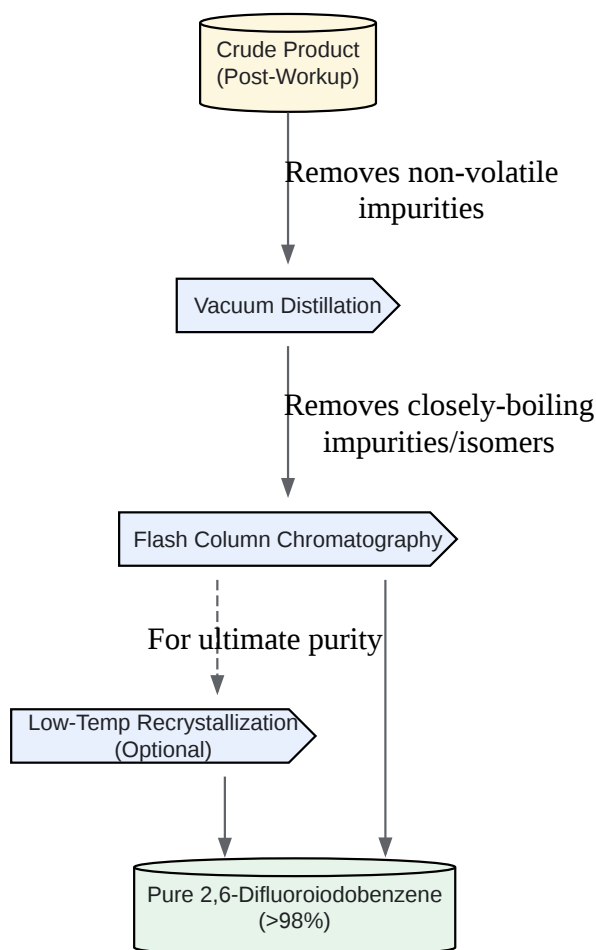 Crude Product
(Post-Workup)
Removes non-volatile
impurities
Vacuum Distillation
Removes closely-boiling
impurities/isomers
Flash Column Chromatography
For ultimate purity
Low-Temp Recrystallization
(Optional)
Pure 2,6-Difluoroiodobenzene
(>98%)